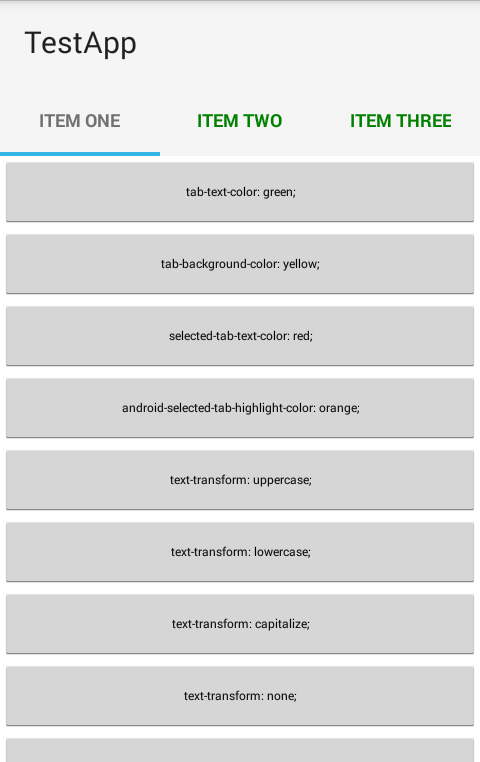 TestApp
ITEM ONE ITEM TWO ITEM THREE
tab-text-color: green;
tab-background-color: yellow;
selected-tab-text-color: red;
android-selected-tab-highlight-color: orange;
text-transform: uppercase;
text-transform: lowercase;
text-transform: capitalize;
text-transform: none;